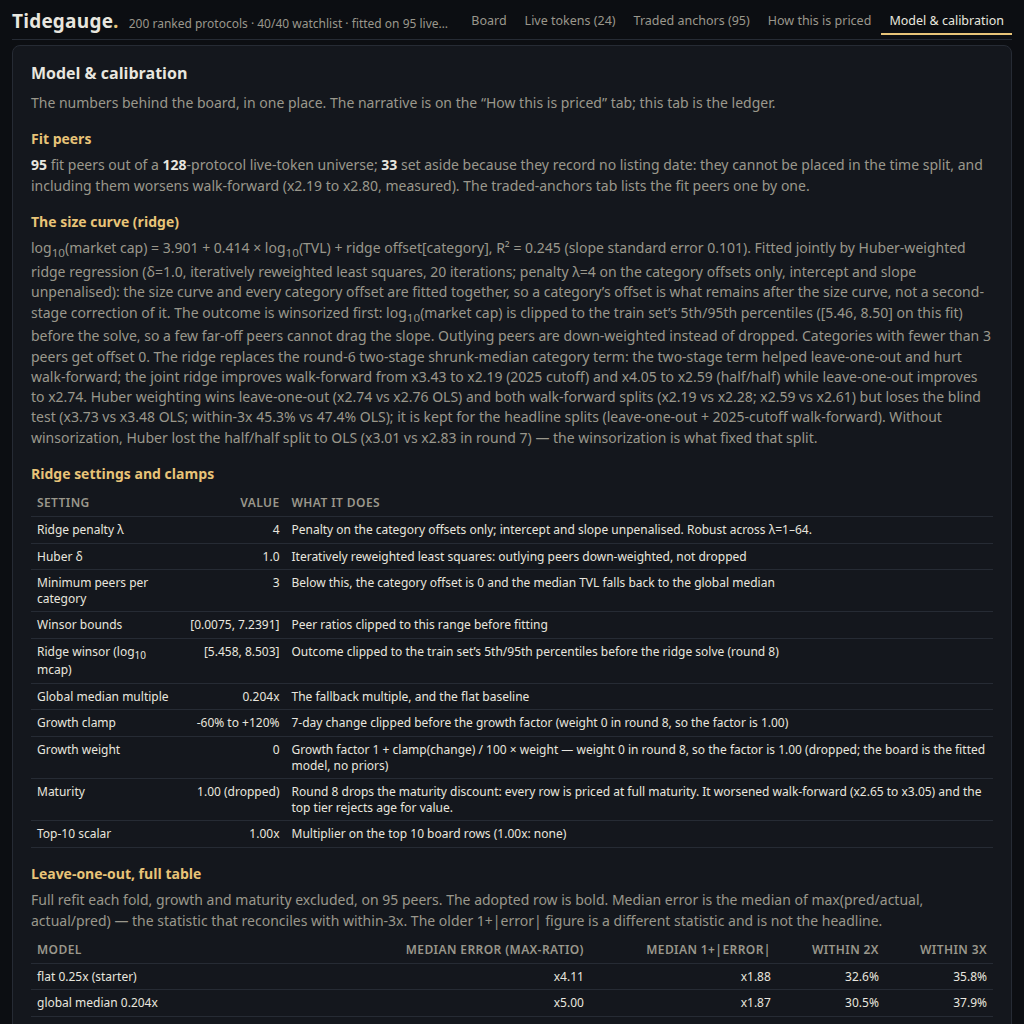 Tidegauge. 200 ranked protocols · 40/40 watchlist · fitted on 95 live... Board Live tokens (24) Traded anchors (95) How this is priced Model & calibration
Model & calibration
The numbers behind the board, in one place. The narrative is on the “How this is priced” tab; this tab is the ledger.
Fit peers
95 fit peers out of a 128-protocol live-token universe; 33 set aside because they record no listing date: they cannot be placed in the time split, and
including them worsens walk-forward (x2.19 to x2.80, measured). The traded-anchors tab lists the fit peers one by one.
The size curve (ridge)
log10(market cap) = 3.901 + 0.414 × log10(TVL) + ridge offset[category], R² = 0.245 (slope standard error 0.101). Fitted jointly by Huber-weighted
ridge regression (δ=1.0, iteratively reweighted least squares, 20 iterations; penalty λ=4 on the category offsets only, intercept and slope
unpenalised): the size curve and every category offset are fitted together, so a category’s offset is what remains after the size curve, not a second-
stage correction of it. The outcome is winsorized first: log10(market cap) is clipped to the train set’s 5th/95th percentiles ([5.46, 8.50] on this fit)
before the solve, so a few far-off peers cannot drag the slope. Outlying peers are down-weighted instead of dropped. Categories with fewer than 3
peers get offset 0. The ridge replaces the round-6 two-stage shrunk-median category term: the two-stage term helped leave-one-out and hurt
walk-forward; the joint ridge improves walk-forward from x3.43 to x2.19 (2025 cutoff) and x4.05 to x2.59 (half/half) while leave-one-out improves
to x2.74. Huber weighting wins leave-one-out (x2.74 vs x2.76 OLS) and both walk-forward splits (x2.19 vs x2.28; x2.59 vs x2.61) but loses the blind
test (x3.73 vs x3.48 OLS; within-3x 45.3% vs 47.4% OLS); it is kept for the headline splits (leave-one-out + 2025-cutoff walk-forward). Without
winsorization, Huber lost the half/half split to OLS (x3.01 vs x2.83 in round 7) — the winsorization is what fixed that split.
Ridge settings and clamps
SETTING VALUE WHAT IT DOES
Ridge penalty λ 4 Penalty on the category offsets only; intercept and slope unpenalised. Robust across λ=1–64.
Huber δ 1.0 Iteratively reweighted least squares: outlying peers down-weighted, not dropped
Minimum peers per
category 3 Below this, the category offset is 0 and the median TVL falls back to the global median
Winsor bounds [0.0075, 7.2391] Peer ratios clipped to this range before fitting
Ridge winsor (log10
mcap) [5.458, 8.503] Outcome clipped to the train set’s 5th/95th percentiles before the ridge solve (round 8)
Global median multiple 0.204x The fallback multiple, and the flat baseline
Growth clamp -60% to +120% 7-day change clipped before the growth factor (weight 0 in round 8, so the factor is 1.00)
Growth weight 0 Growth factor 1 + clamp(change) / 100 × weight — weight 0 in round 8, so the factor is 1.00 (dropped; the board is the fitted
model, no priors)
Maturity 1.00 (dropped) Round 8 drops the maturity discount: every row is priced at full maturity. It worsened walk-forward (x2.65 to x3.05) and the
top tier rejects age for value.
Top-10 scalar 1.00x Multiplier on the top 10 board rows (1.00x: none)
Leave-one-out, full table
Full refit each fold, growth and maturity excluded, on 95 peers. The adopted row is bold. Median error is the median of max(pred/actual,
actual/pred) — the statistic that reconciles with within-3x. The older 1+|error| figure is a different statistic and is not the headline.
MODEL MEDIAN ERROR (MAX-RATIO) MEDIAN 1+|ERROR| WITHIN 2X WITHIN 3X
flat 0.25x (starter) x4.11 x1.88 32.6% 35.8%
global median 0.204x x5.00 x1.87 30.5% 37.9%